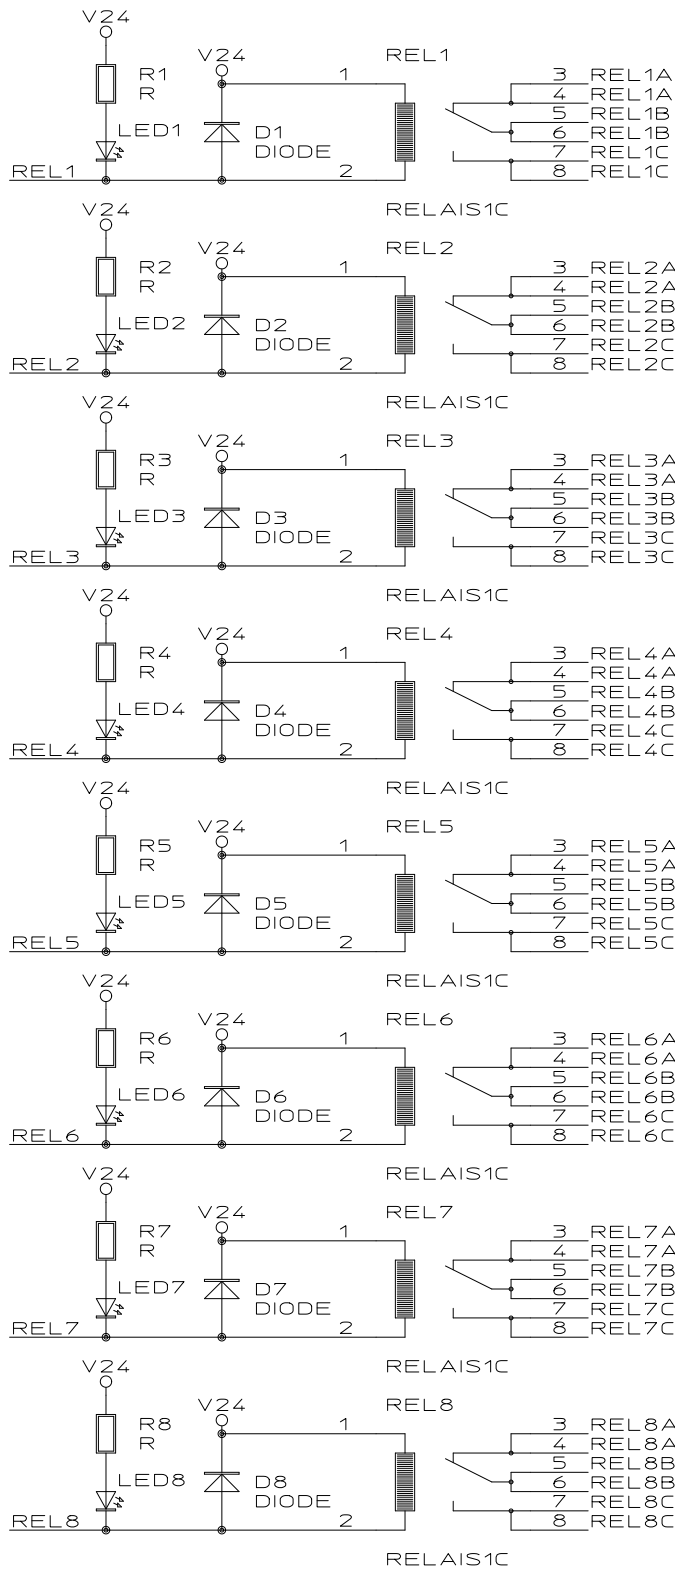 V24
V24 REL1
R1 1 3 REL1A
R 4 REL1A
5 REL1B
LED1 D1 6 REL1B
DIODE 7 REL1C
REL1 2 8 REL1C
V24 RELAIS1C
V24 REL2
R2 1 3 REL2A
R 4 REL2A
5 REL2B
LED2 D2 6 REL2B
DIODE 7 REL2C
REL2 2 8 REL2C
V24 RELAIS1C
V24 REL3
R3 1 3 REL3A
R 4 REL3A
5 REL3B
LED3 D3 6 REL3B
DIODE 7 REL3C
REL3 2 8 REL3C
V24 RELAIS1C
V24 REL4
R4 1 3 REL4A
R 4 REL4A
5 REL4B
LED4 D4 6 REL4B
DIODE 7 REL4C
REL4 2 8 REL4C
V24 RELAIS1C
V24 REL5
R5 1 3 REL5A
R 4 REL5A
5 REL5B
LED5 D5 6 REL5B
DIODE 7 REL5C
REL5 2 8 REL5C
V24 RELAIS1C
V24 REL6
R6 1 3 REL6A
R 4 REL6A
5 REL6B
LED6 D6 6 REL6B
DIODE 7 REL6C
REL6 2 8 REL6C
V24 RELAIS1C
V24 REL7
R7 1 3 REL7A
R 4 REL7A
5 REL7B
LED7 D7 6 REL7B
DIODE 7 REL7C
REL7 2 8 REL7C
V24 RELAIS1C
V24 REL8
R8 1 3 REL8A
R 4 REL8A
5 REL8B
LED8 D8 6 REL8B
DIODE 7 REL8C
REL8 2 8 REL8C
RELAIS1C